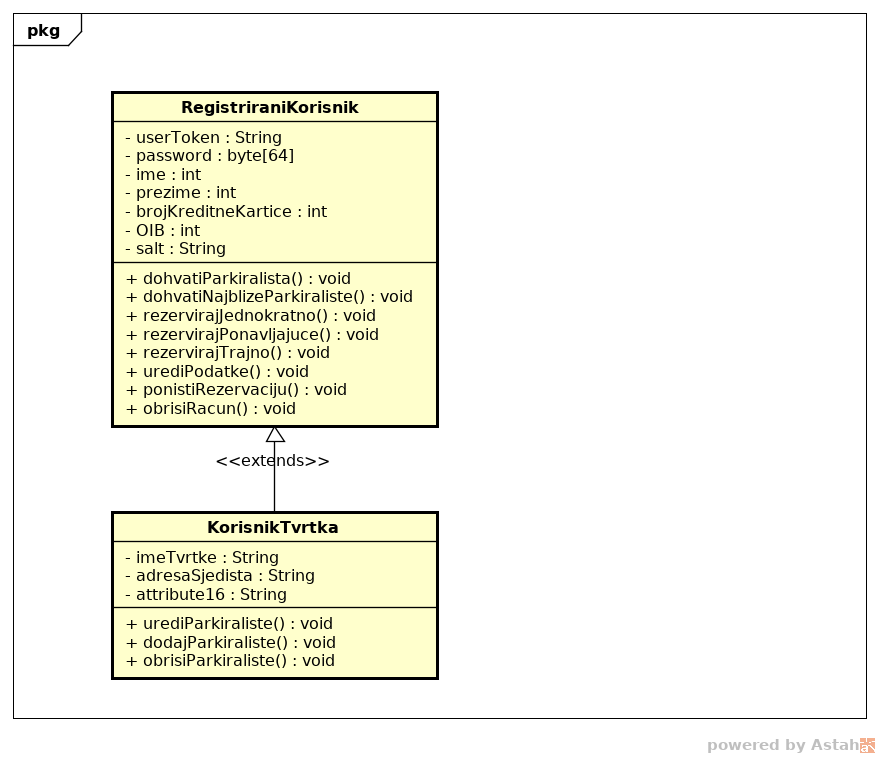 pkg
RegistriraniKorisnik
- userToken : String
- password : byte[64]
- ime : int
- prezime : int
- brojKreditneKartice : int
- OIB : int
- salt : String
+ dohvatiParkiralista() : void
+ dohvatiNajblizeParkiraliste() : void
+ rezervirajJednokratno() : void
+ rezervirajPonavljajuce() : void
+ rezervirajTrajno() : void
+ urediPodatke() : void
+ ponistiRezervaciju() : void
+ obrisiRacun() : void
<<extends>>
KorisnikTvrtka
- imeTvrtke : String
- adresaSjedista : String
- attribute16 : String
+ urediParkiraliste() : void
+ dodajParkiraliste() : void
+ obrisiParkiraliste() : void
powered by Astah